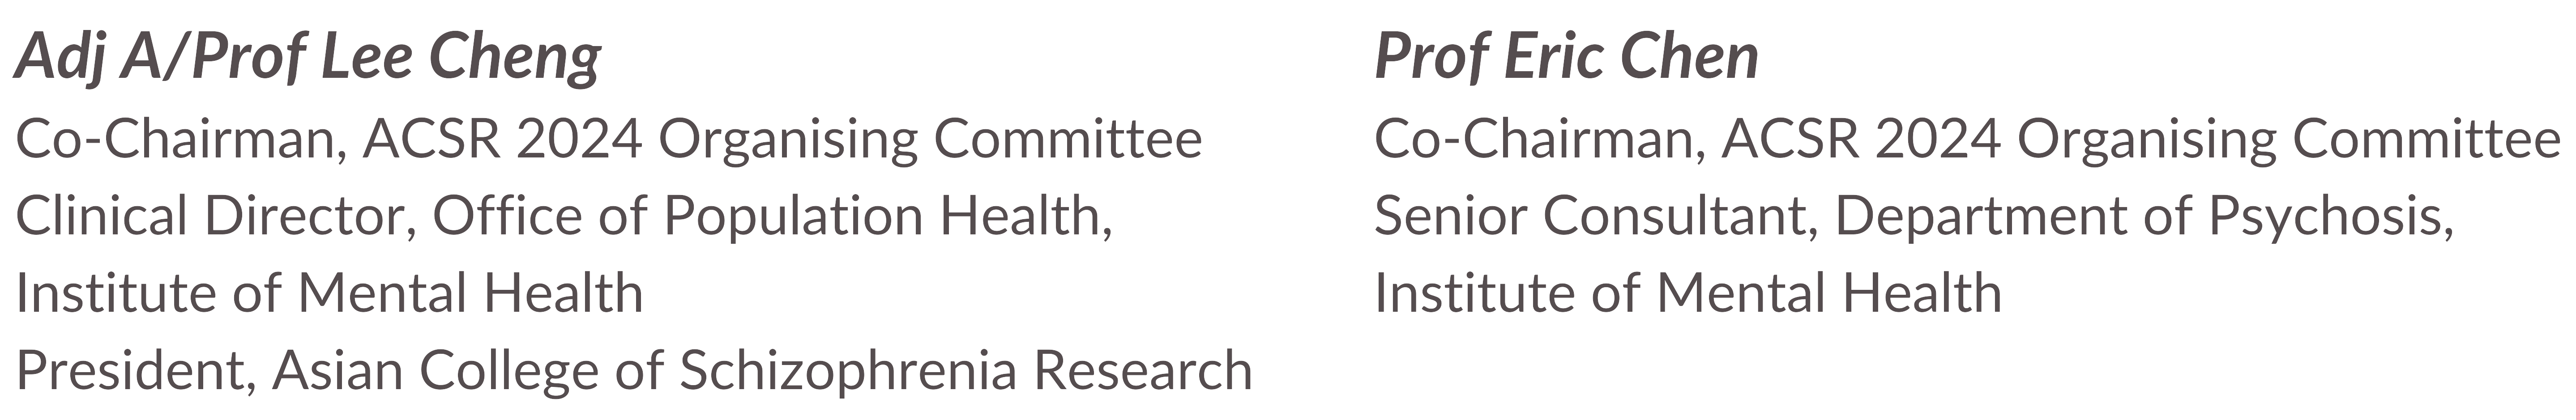 Adj A/Prof Lee Cheng
Co-Chairman, ACSR 2024 Organising Committee
Clinical Director, Office of Population Health,
Institute of Mental Health
President, Asian College of Schizophrenia Research
Prof Eric Chen
Co-Chairman, ACSR 2024 Organising Committee
Senior Consultant, Department of Psychosis,
Institute of Mental Health